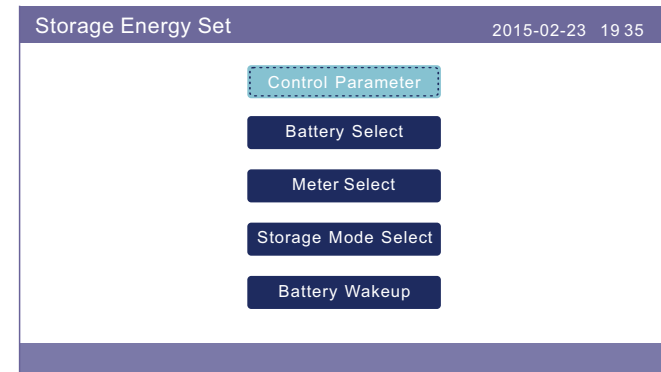 Storage Energy Set
2015-02-23 19 35
Control Parameter
Battery Select
Meter Select
Storage Mode Select
Battery Wakeup